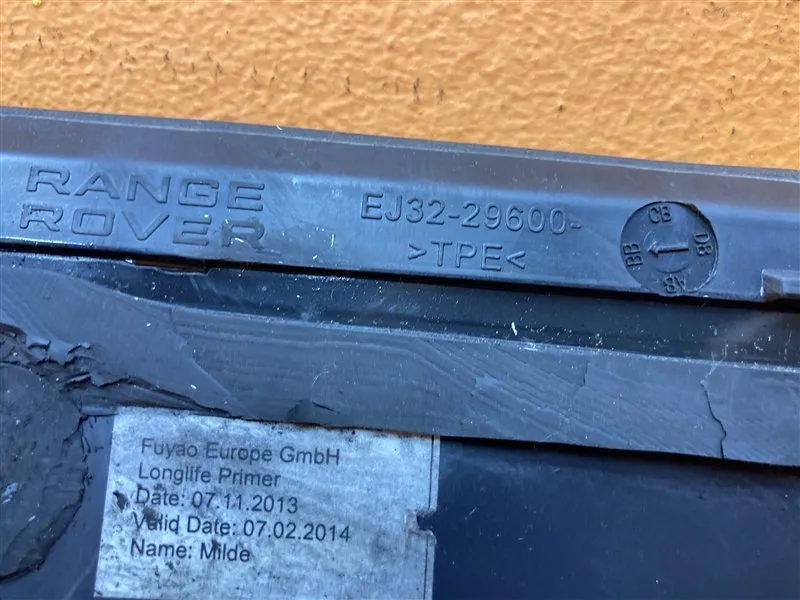 RANGE
ROVER
EJ32-29600-
>TPE<
CB
BB
AB
Fuyao Europe GmbH
Longlife Primer
Date: 07.11.2013
Valid Date: 07.02.2014
Name: Milde